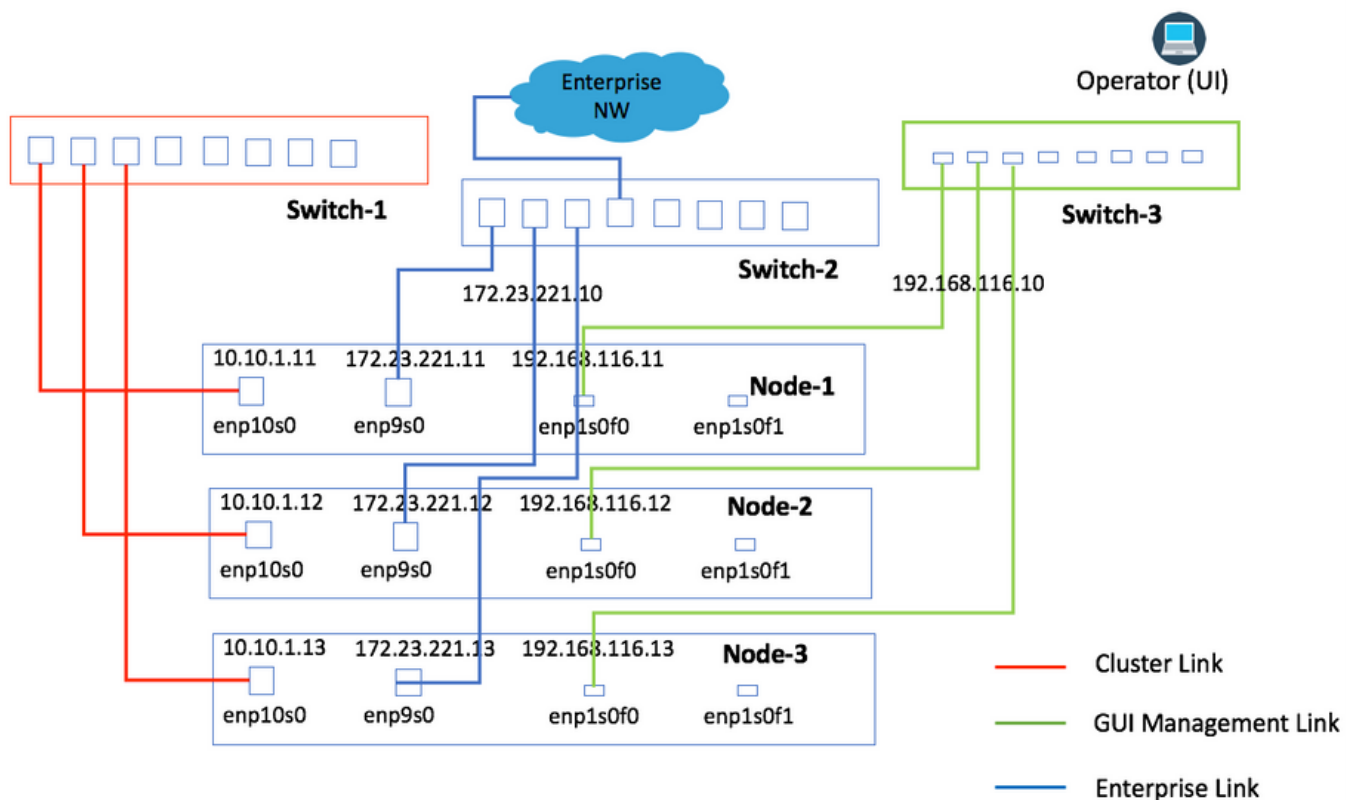 Operator (UI)
Enterprise
NW
Switch-1
Switch-2
Switch-3
172.23.221.10
192.168.116.10
10.10.1.11
172.23.221.11
192.168.116.11
Node-1
enp10s0
enp9s0
enp1s0f0
enp1s0f1
10.10.1.12
172.23.221.12
192.168.116.12
Node-2
enp10s0
enp9s0
enp1s0f0
enp1s0f1
10.10.1.13
172.23.221.13
192.168.116.13
Node-3
enp10s0
enp9s0
enp1s0f0
enp1s0f1
Cluster Link
GUI Management Link
Enterprise Link